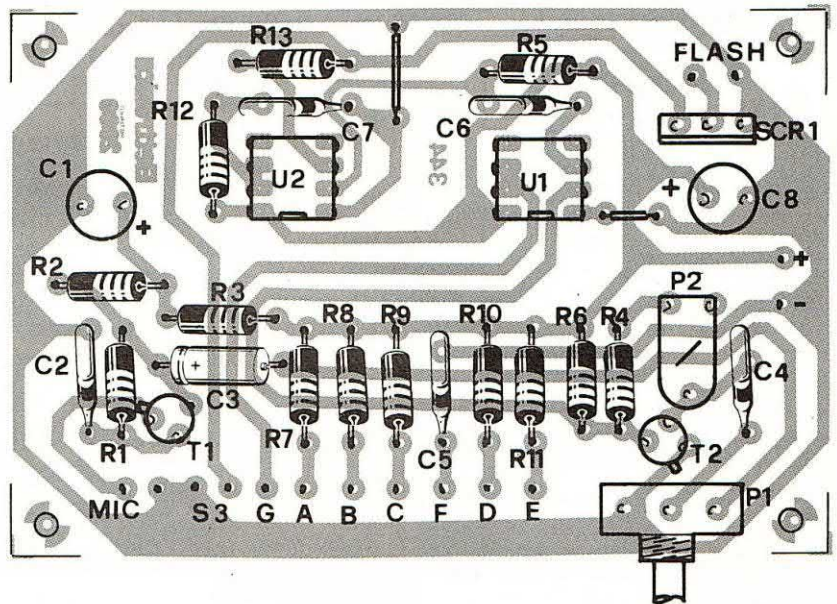 R13
R5
FLASH
R12
C7
C6
SCR1
C1
U2
344
U1
+
C8
+
R2
+
P2
-
R3
R8
R9
R10
R6
R4
C2
C3
C4
R1
T1
R7
C5
R11
T2
MIC
S3
G
A
B
C
F
D
E
P1